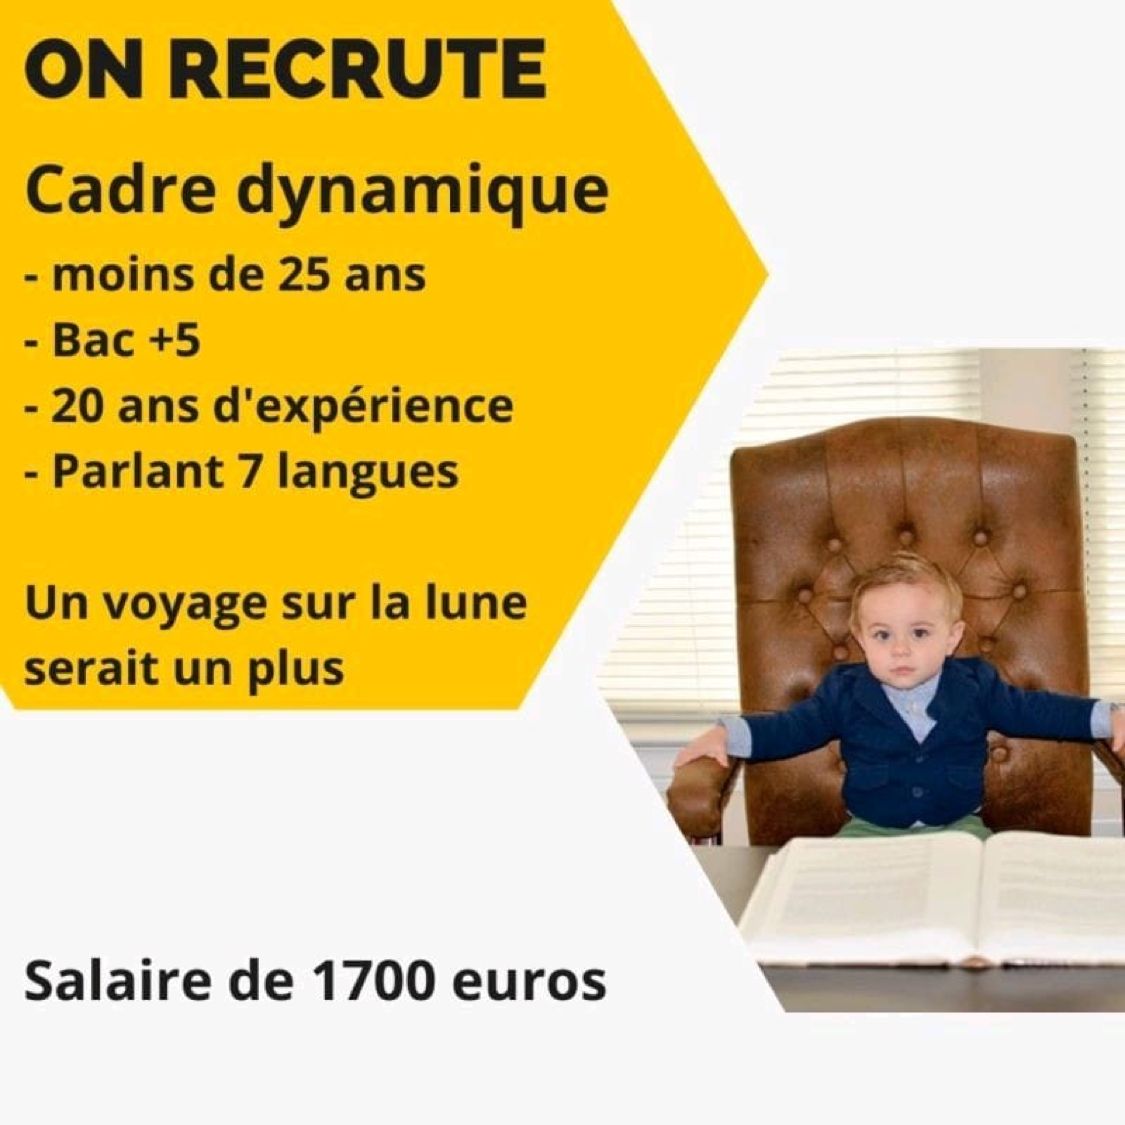 ON RECRUTE
Cadre dynamique
- moins de 25 ans
- Bac +5
- 20 ans d'expérience
- Parlant 7 langues
Un voyage sur la lune
serait un plus
Salaire de 1700 euros